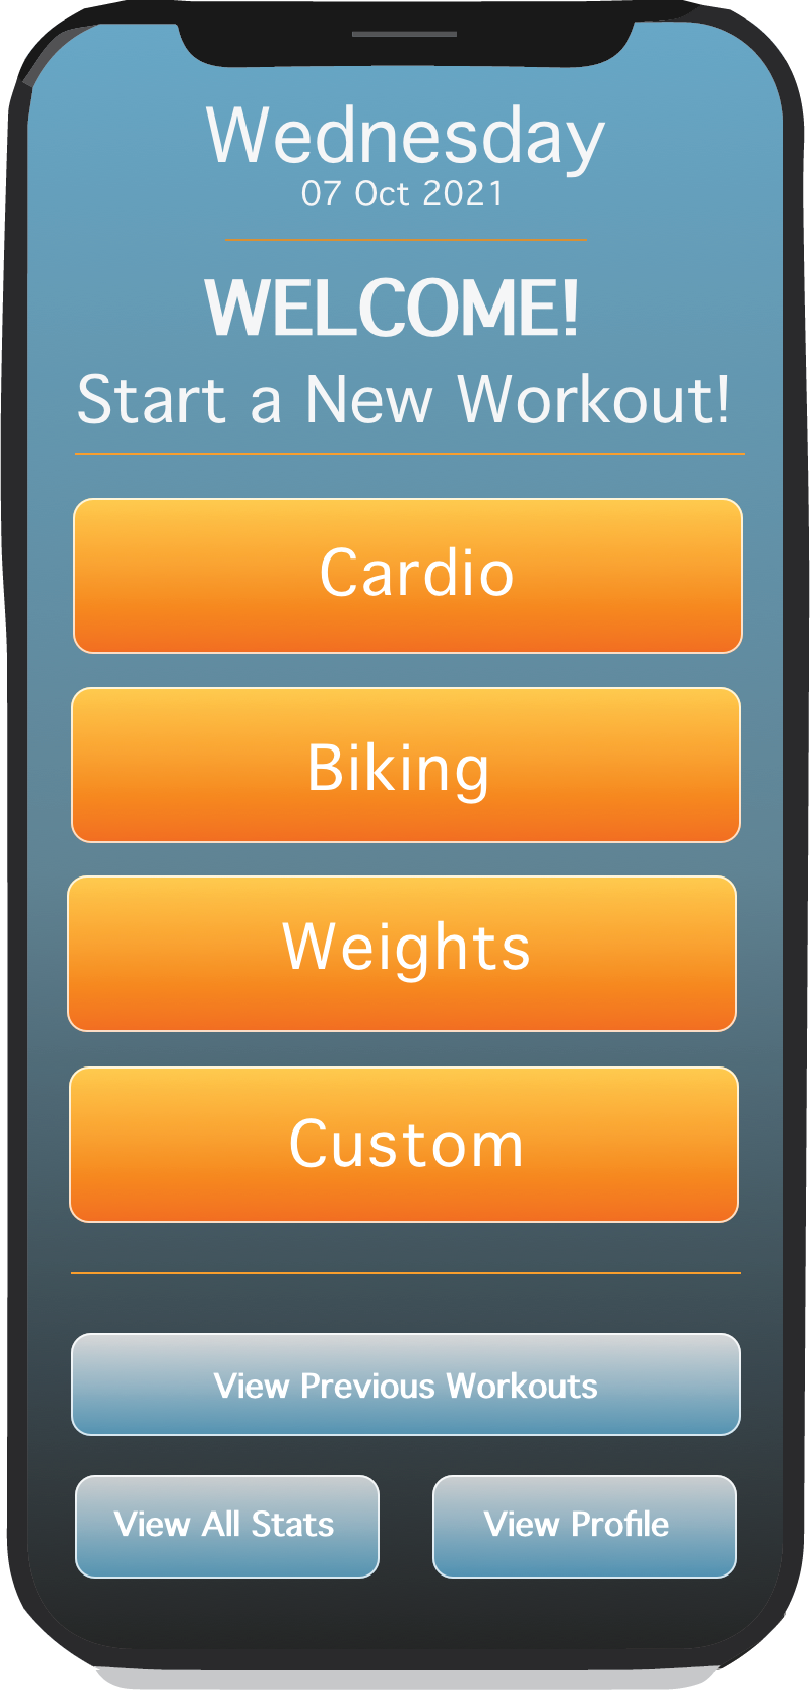 Wednesday
07 Oct 2021
WELCOME!
Start a New Workout!
Cardio
Biking
Weights
Custom
View Previous Workouts
View All Stats
View Profile